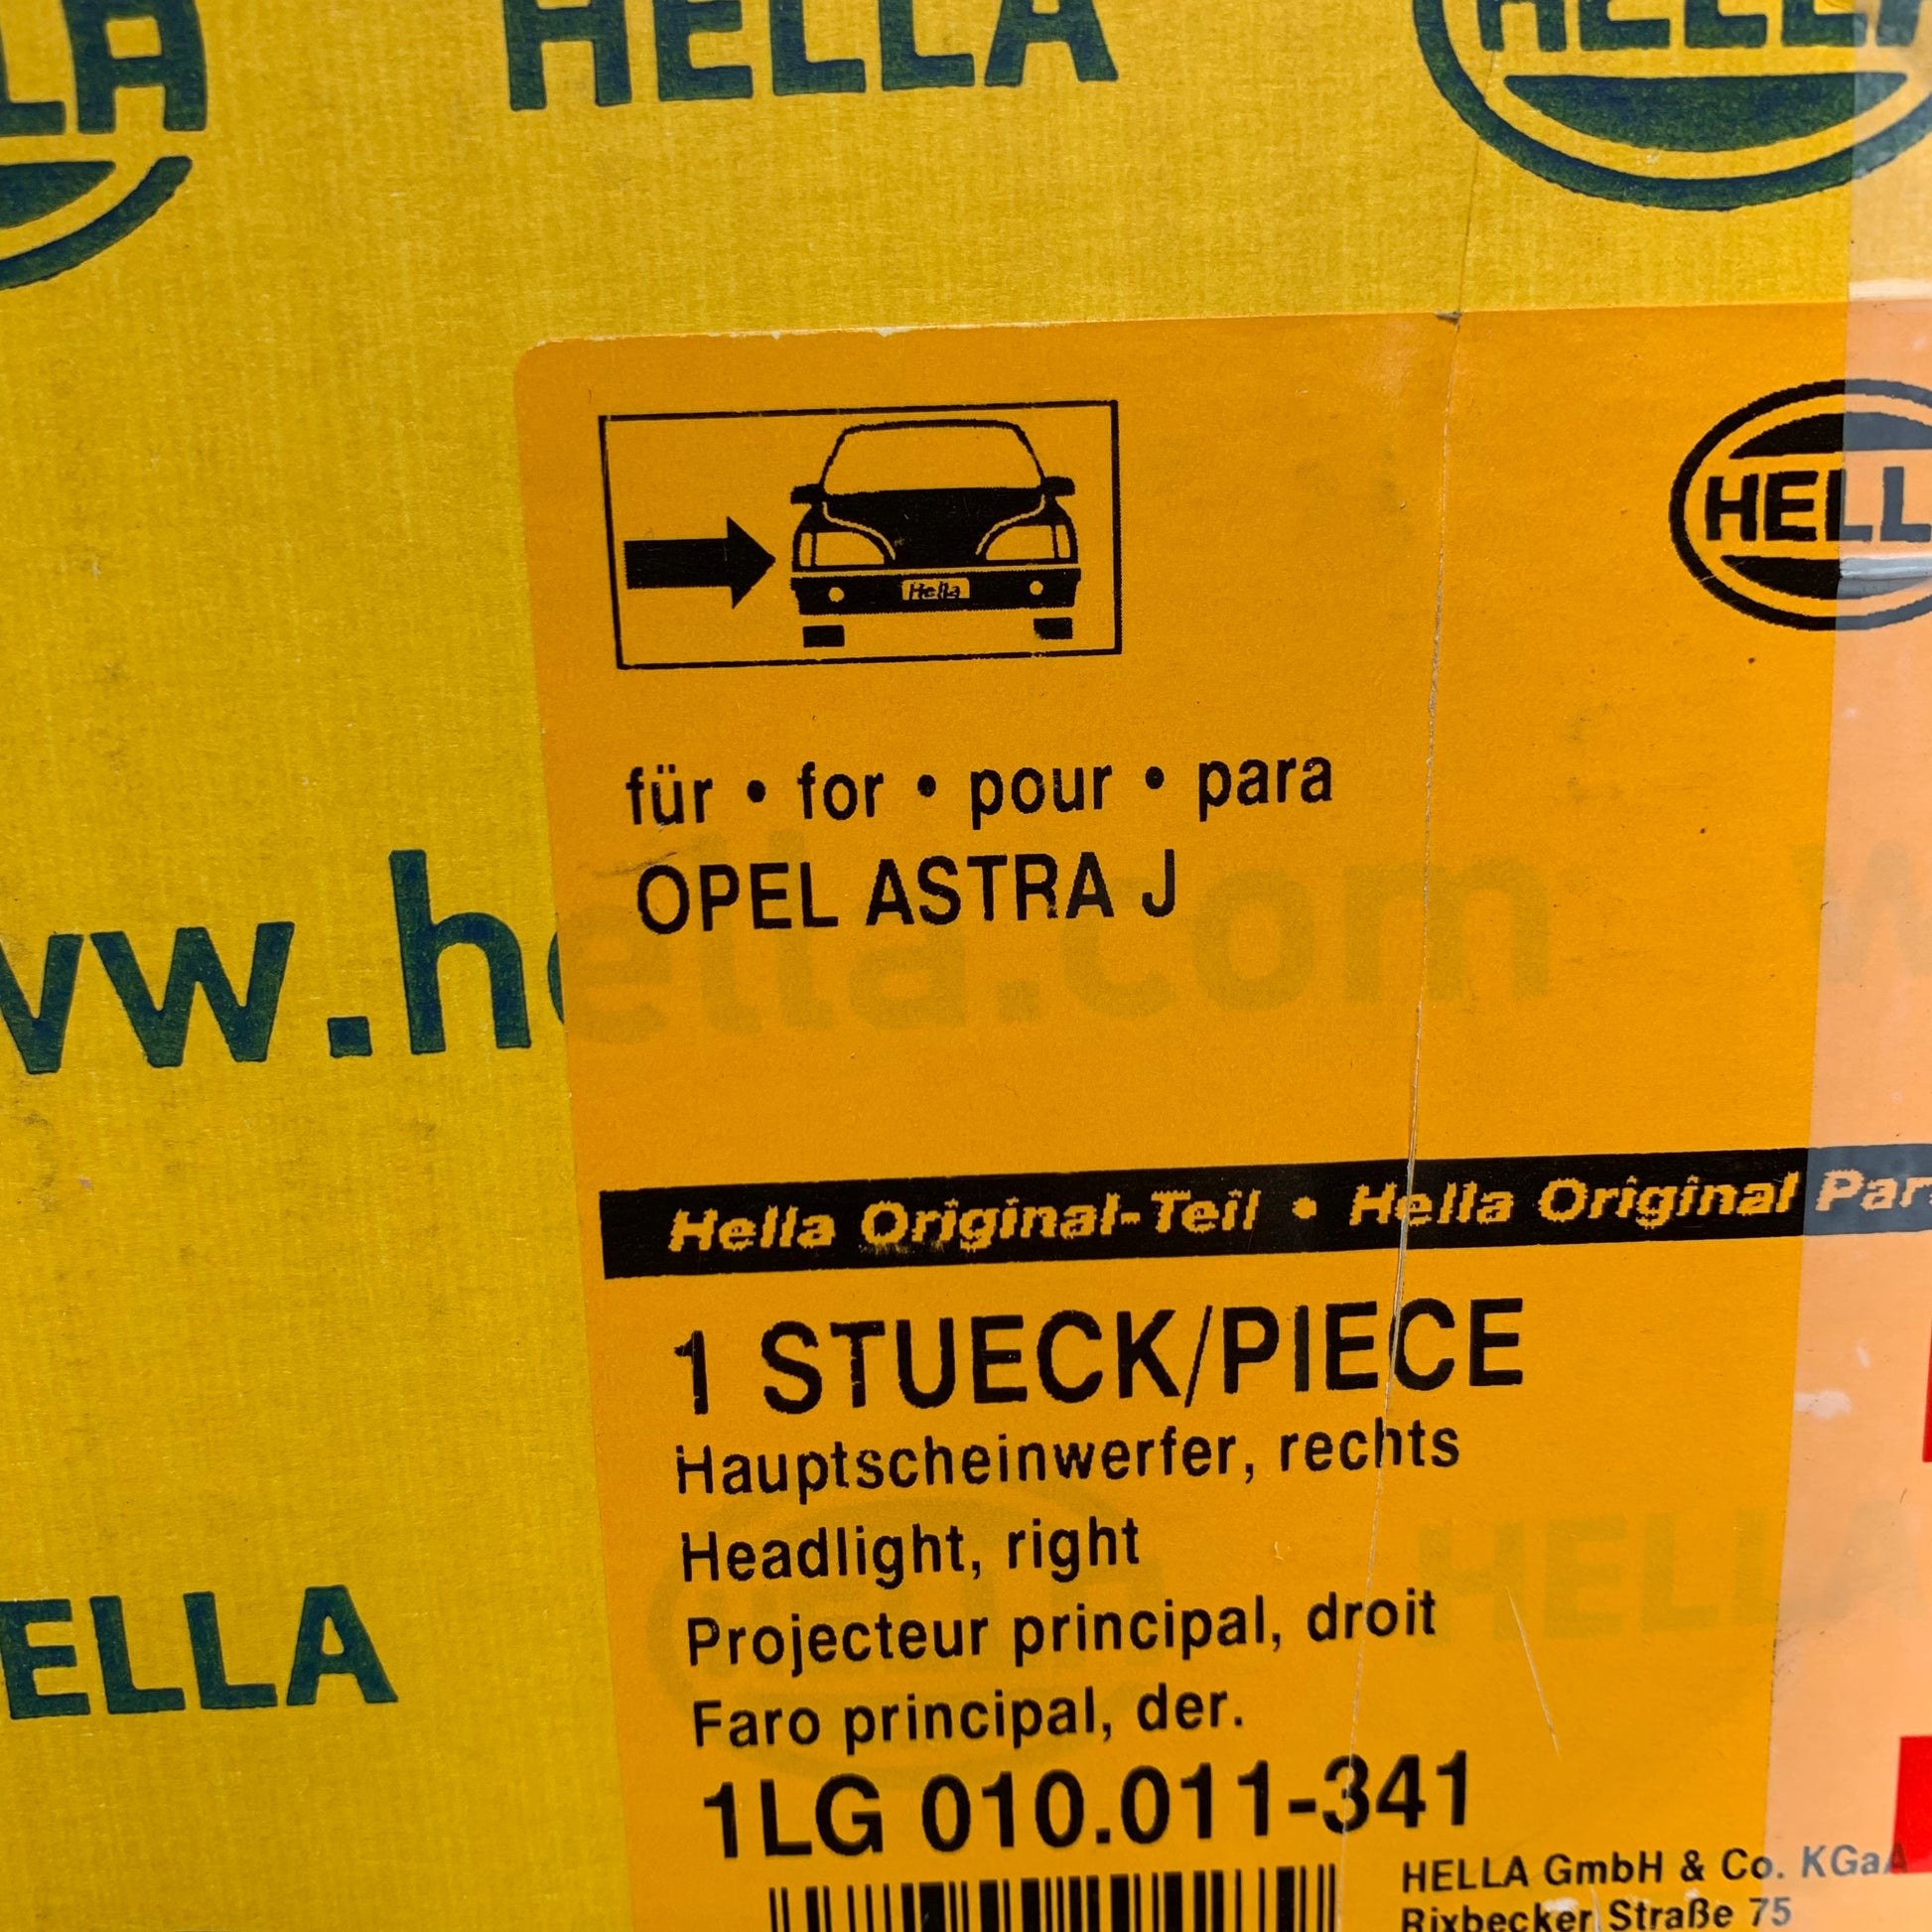 HELLA
HELLA
Hella
HELL
für • for • pour • para
OPEL ASTRA J
www.hella.com
Hella Original-Teil • Hella Original Par
1 STUECK/PIECE
Hauptscheinwerfer, rechts
Headlight, right
ELLA
HELLA
Projecteur principal, droit
Faro principal, der.
1LG 010.011-341
HELLA GmbH & Co. KGaA
Rixbecker Straße 75